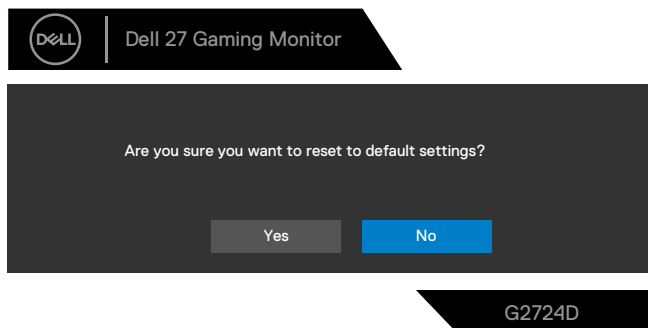 DELL
Dell 27 Gaming Monitor
Are you sure you want to reset to default settings?
Yes No
G2724D